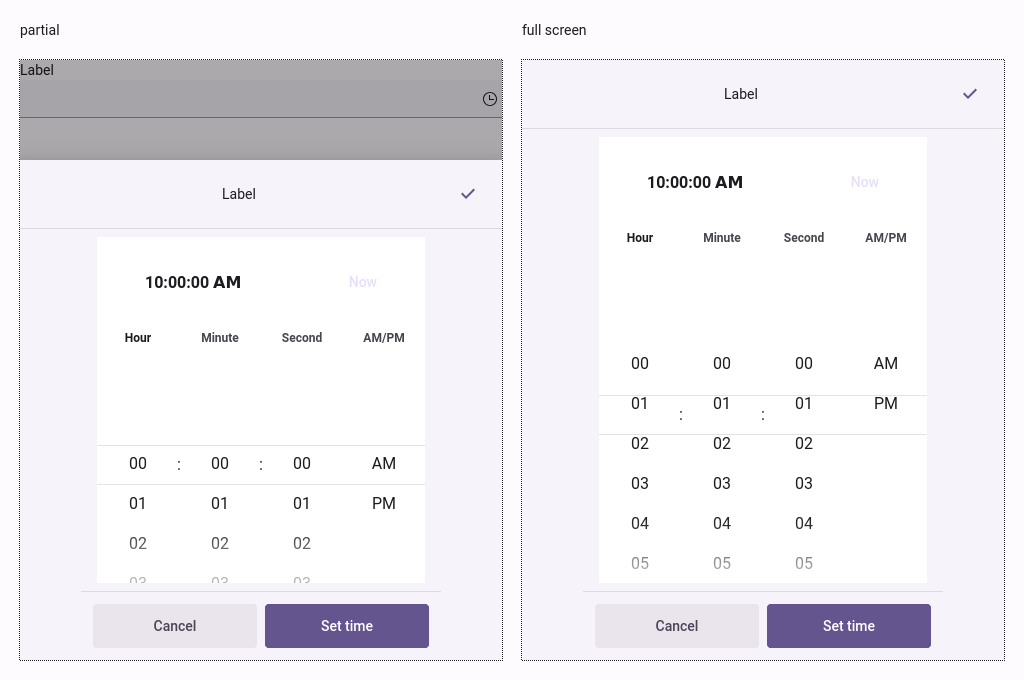 partial
Label
Label
10:00:00 AM Now
Hour Minute Second AM/PM
00 : 00 : 00 AM
01 01 01 PM
02 02 02
03 03 03
Cancel Set time
full screen
Label
10:00:00 AM Now
Hour Minute Second AM/PM
00 00 00 AM
01 : 01 : 01 PM
02 02 02
03 03 03
04 04 04
05 05 05
Cancel Set time